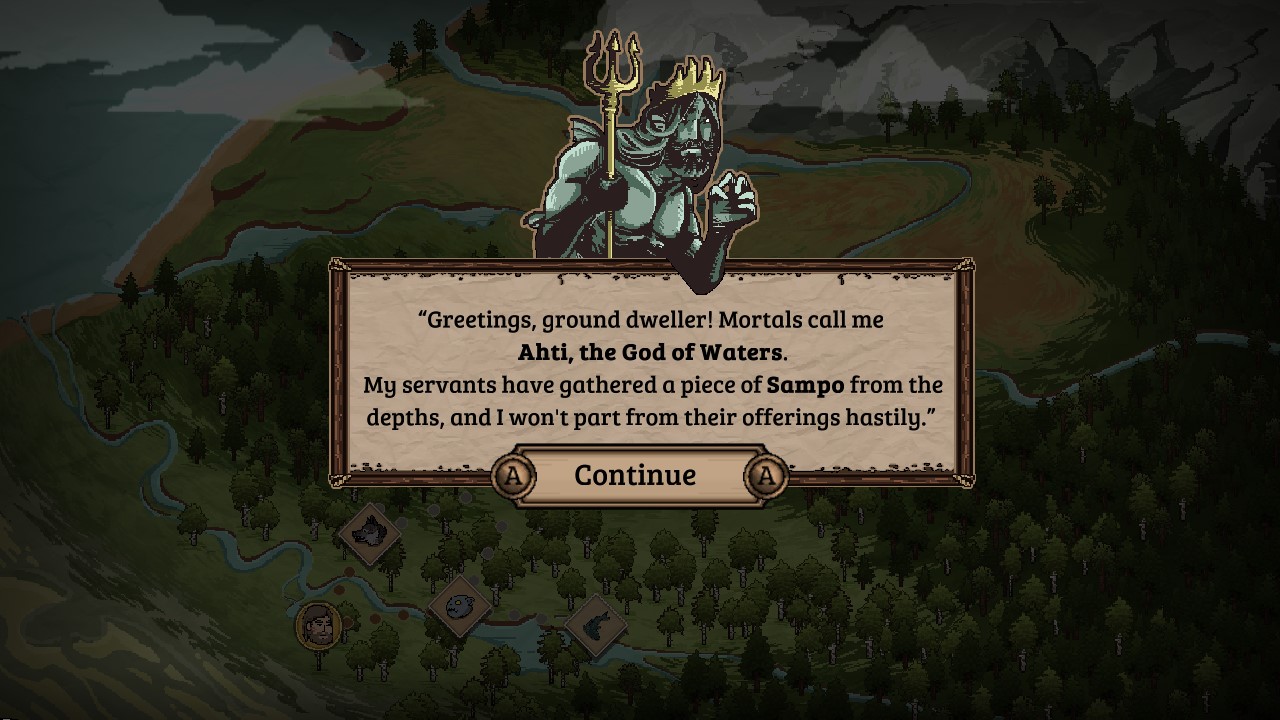 “Greetings, ground dweller! Mortals call me
Ahti, the God of Waters.
My servants have gathered a piece of Sampo from the
depths, and I won't part from their offerings hastily.”
A Continue A